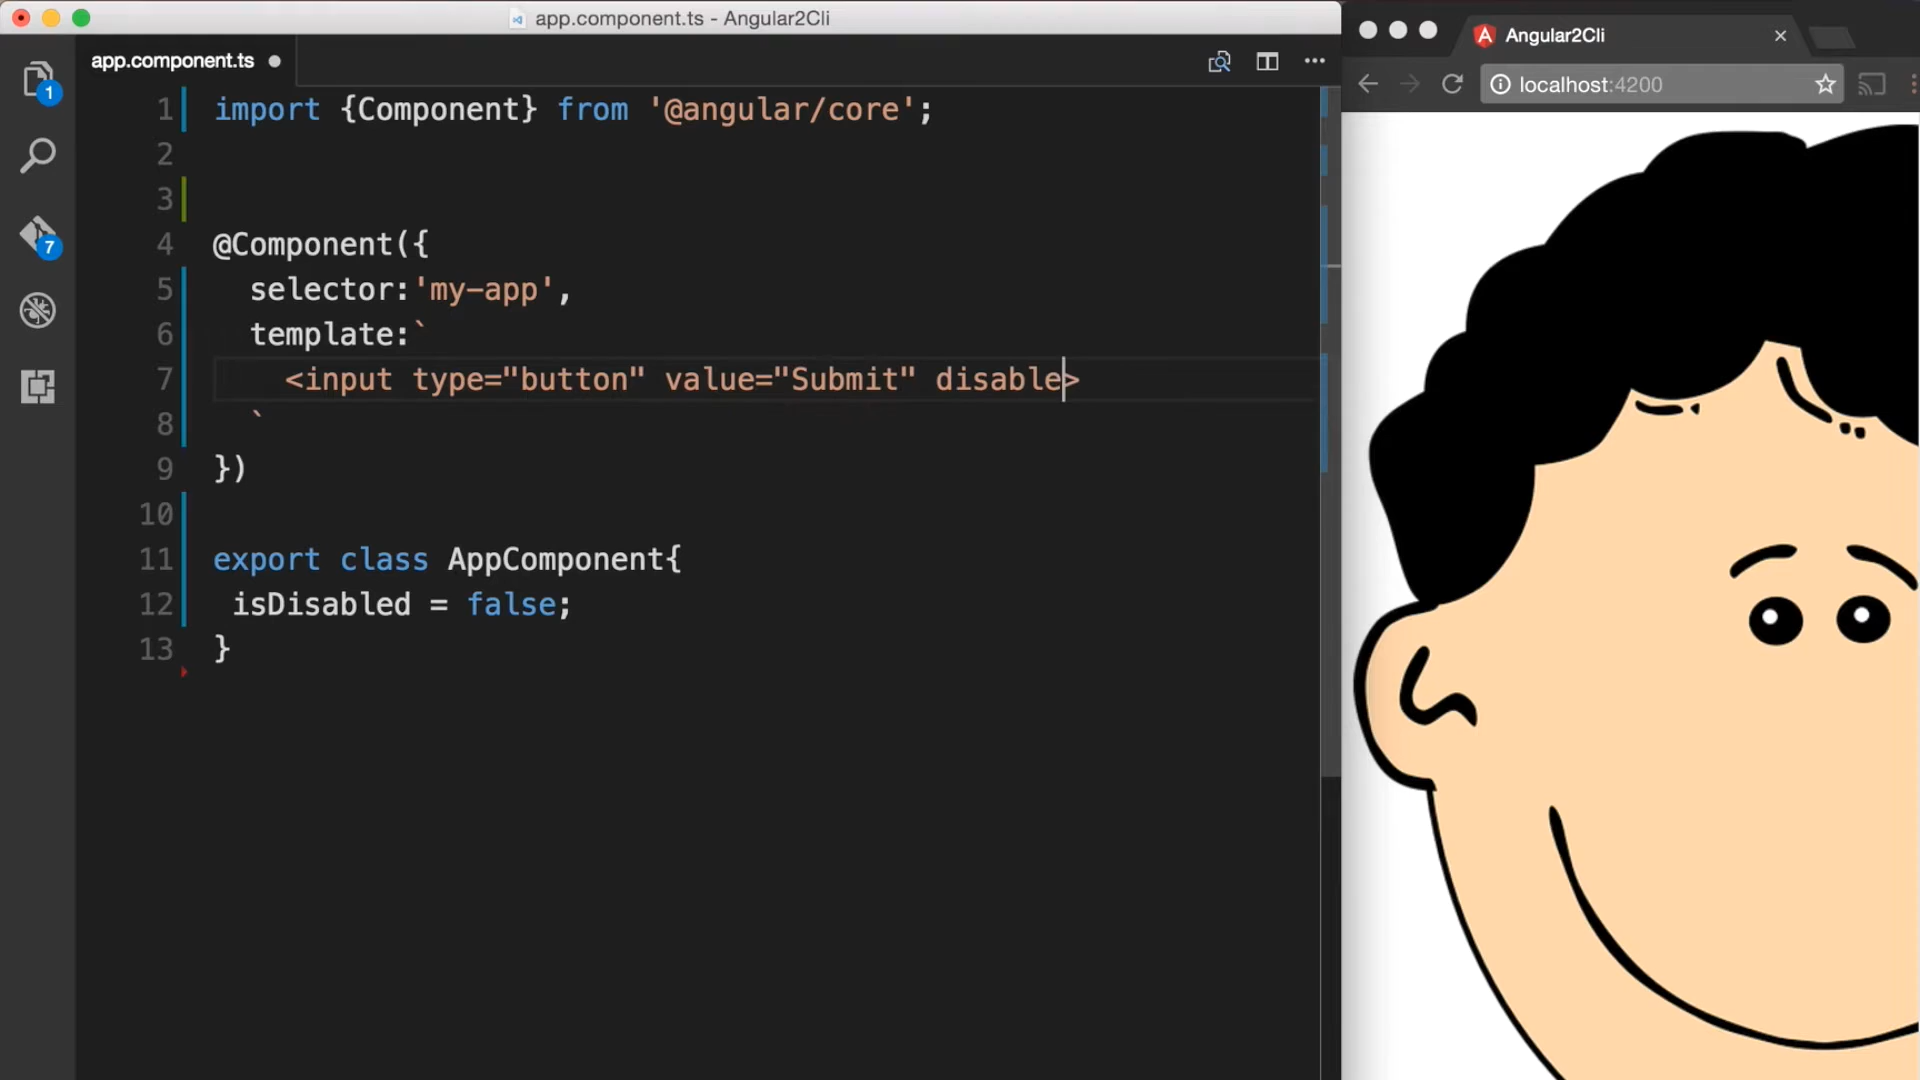 app.component.ts - Angular2Cli
app.component.ts
1 import {Component} from '@angular/core';
2
3
4 @Component({
5 selector:'my-app',
6 template:`
7 <input type="button" value="Submit" disable>
8 `
9 })
10
11 export class AppComponent{
12 isDisabled = false;
13 }
1
7
Angular2Cli
localhost:4200